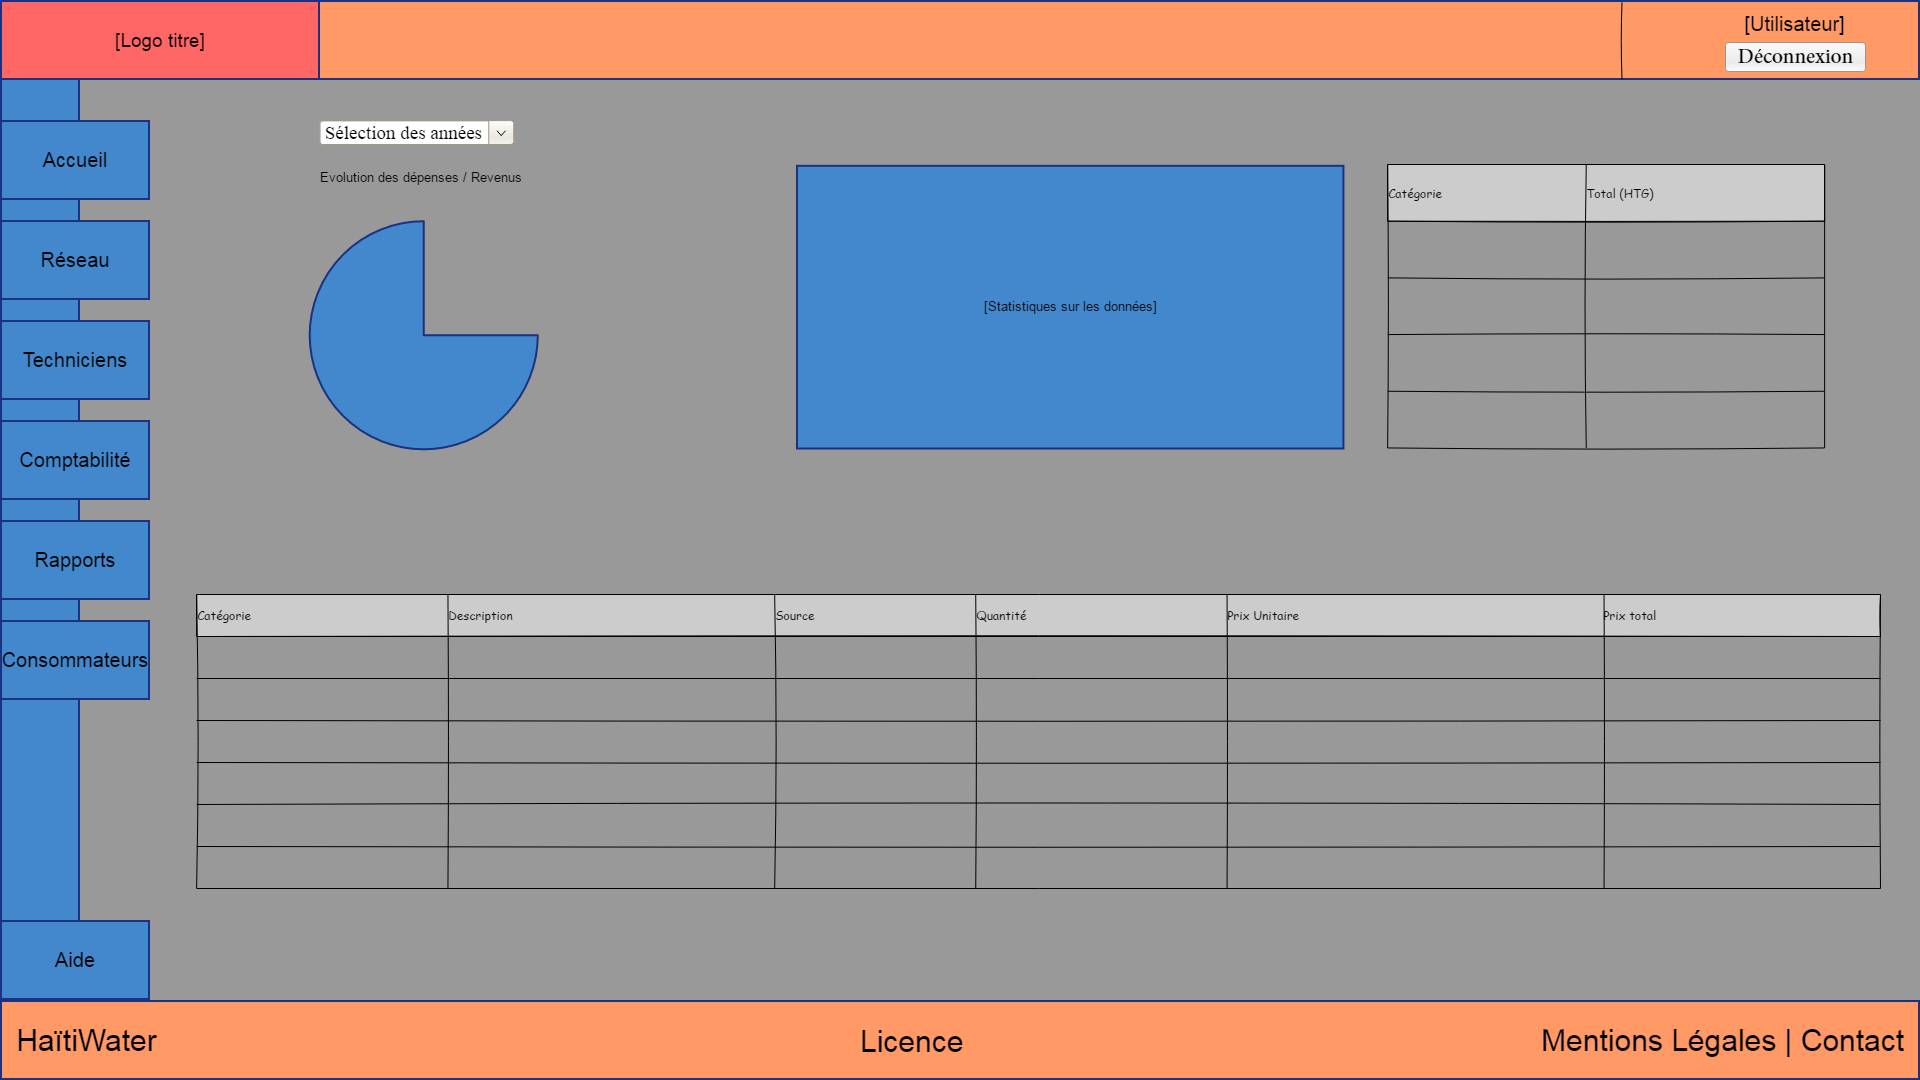 [Logo titre]
[Utilisateur]
Déconnexion
Accueil
Réseau
Techniciens
Comptabilité
Rapports
Consommateurs
Aide
Sélection des années
Evolution des dépenses / Revenus
[Statistiques sur les données]
Catégorie Total (HTG)
Catégorie Description Source Quantité Prix Unitaire Prix total
HaïtiWater Licence Mentions Légales | Contact